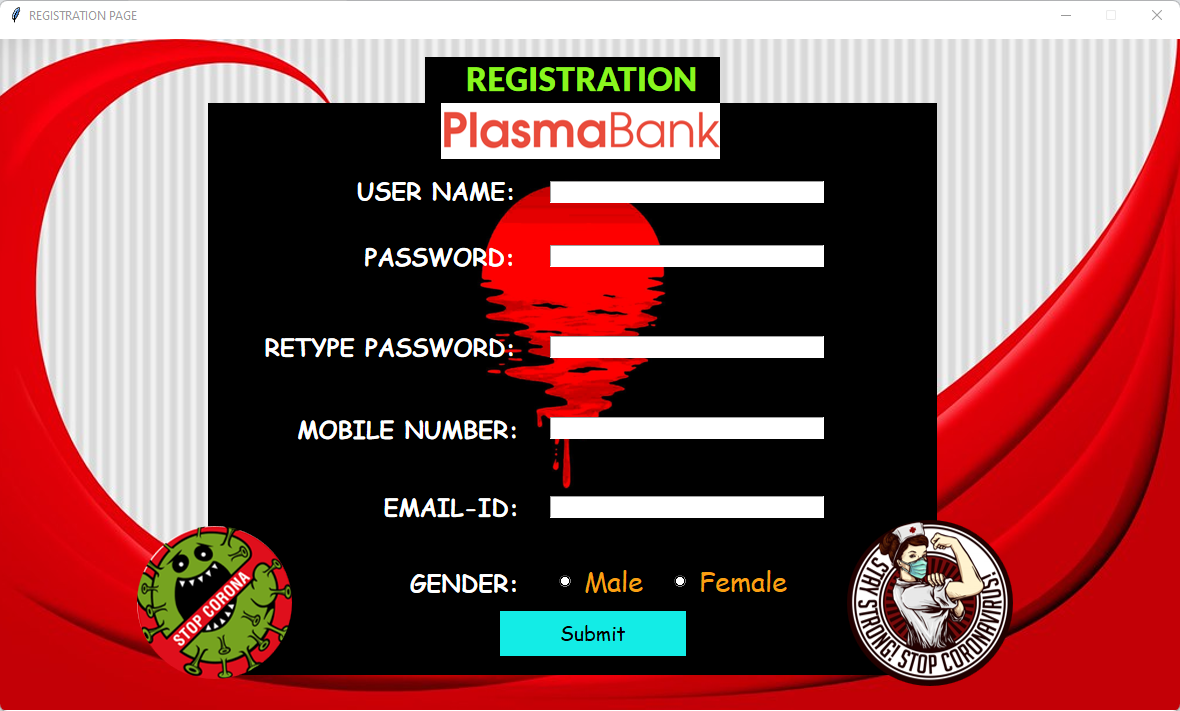 REGISTRATION PAGE
REGISTRATION
PlasmaBank
USER NAME:
PASSWORD:
RETYPE PASSWORD:
MOBILE NUMBER:
EMAIL-ID:
GENDER: Male Female
Submit
STOP CORONA
STAY STRONG! STOP CORONAVIRUS!